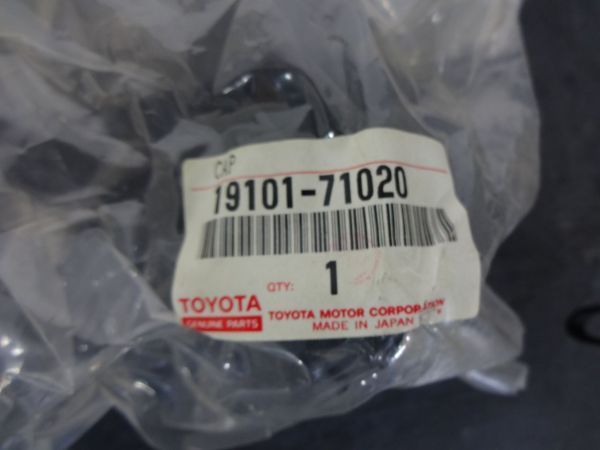 CAP
19101-71020
QTY: 1
TOYOTA
GENUINE PARTS
TOYOTA MOTOR CORPORATION
MADE IN JAPAN